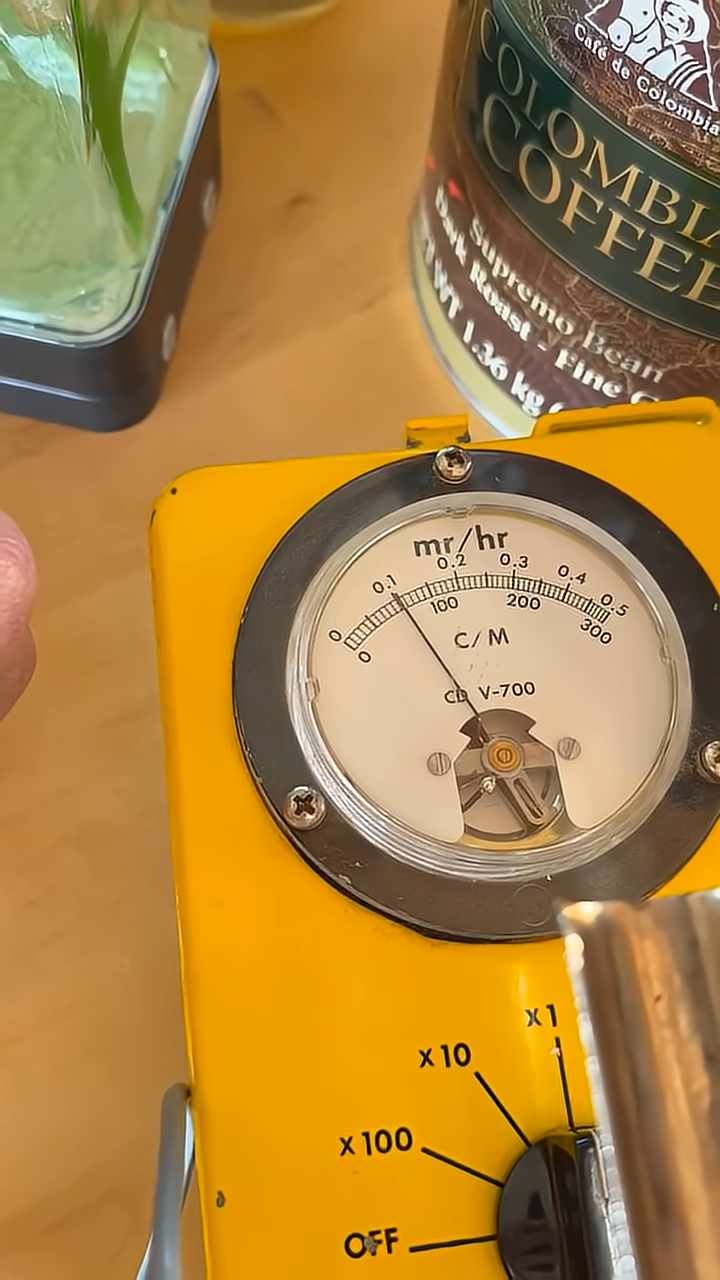 Café de Colombia
COLOMBIA
COFFEE
Supremo Bean
Dark Roast - Fine
WT 1.36 kg
mr/hr
0 0.1 0.2 0.3 0.4 0.5
0 100 200 300
C/M
CD V-700
X1
X10
X100
OFF